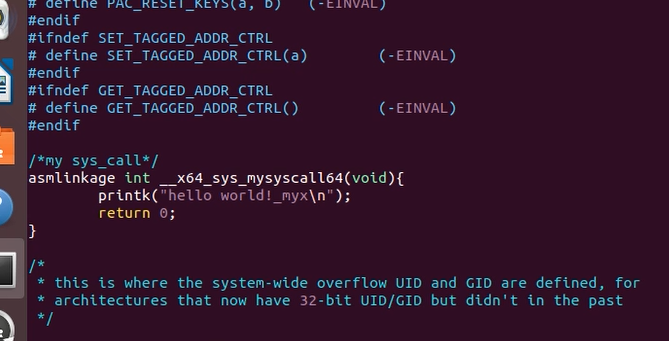 # define PAC_RESET_KEYS(a, b) (-EINVAL)
#endif
#ifndef SET_TAGGED_ADDR_CTRL
# define SET_TAGGED_ADDR_CTRL(a) (-EINVAL)
#endif
#ifndef GET_TAGGED_ADDR_CTRL
# define GET_TAGGED_ADDR_CTRL() (-EINVAL)
#endif
/*my sys_call*/
asmlinkage int __x64_sys_mysyscall64(void){
printk("hello world!_myx\n");
return 0;
}
/*
* this is where the system-wide overflow UID and GID are defined, for
* architectures that now have 32-bit UID/GID but didn't in the past
*/